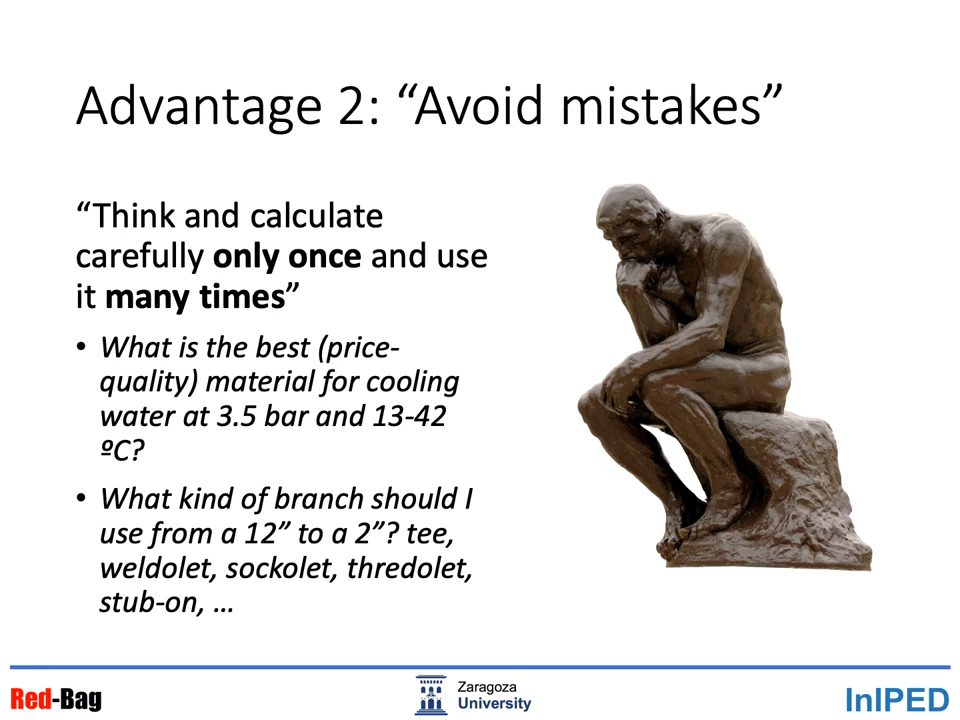 Advantage 2: “Avoid mistakes”
“Think and calculate
carefully only once and use
it many times”
• What is the best (price-
quality) material for cooling
water at 3.5 bar and 13-42
ºC?
• What kind of branch should I
use from a 12” to a 2”? tee,
weldolet, sockolet, thredolet,
stub-on, …
Red-Bag
Zaragoza
University
InIPED